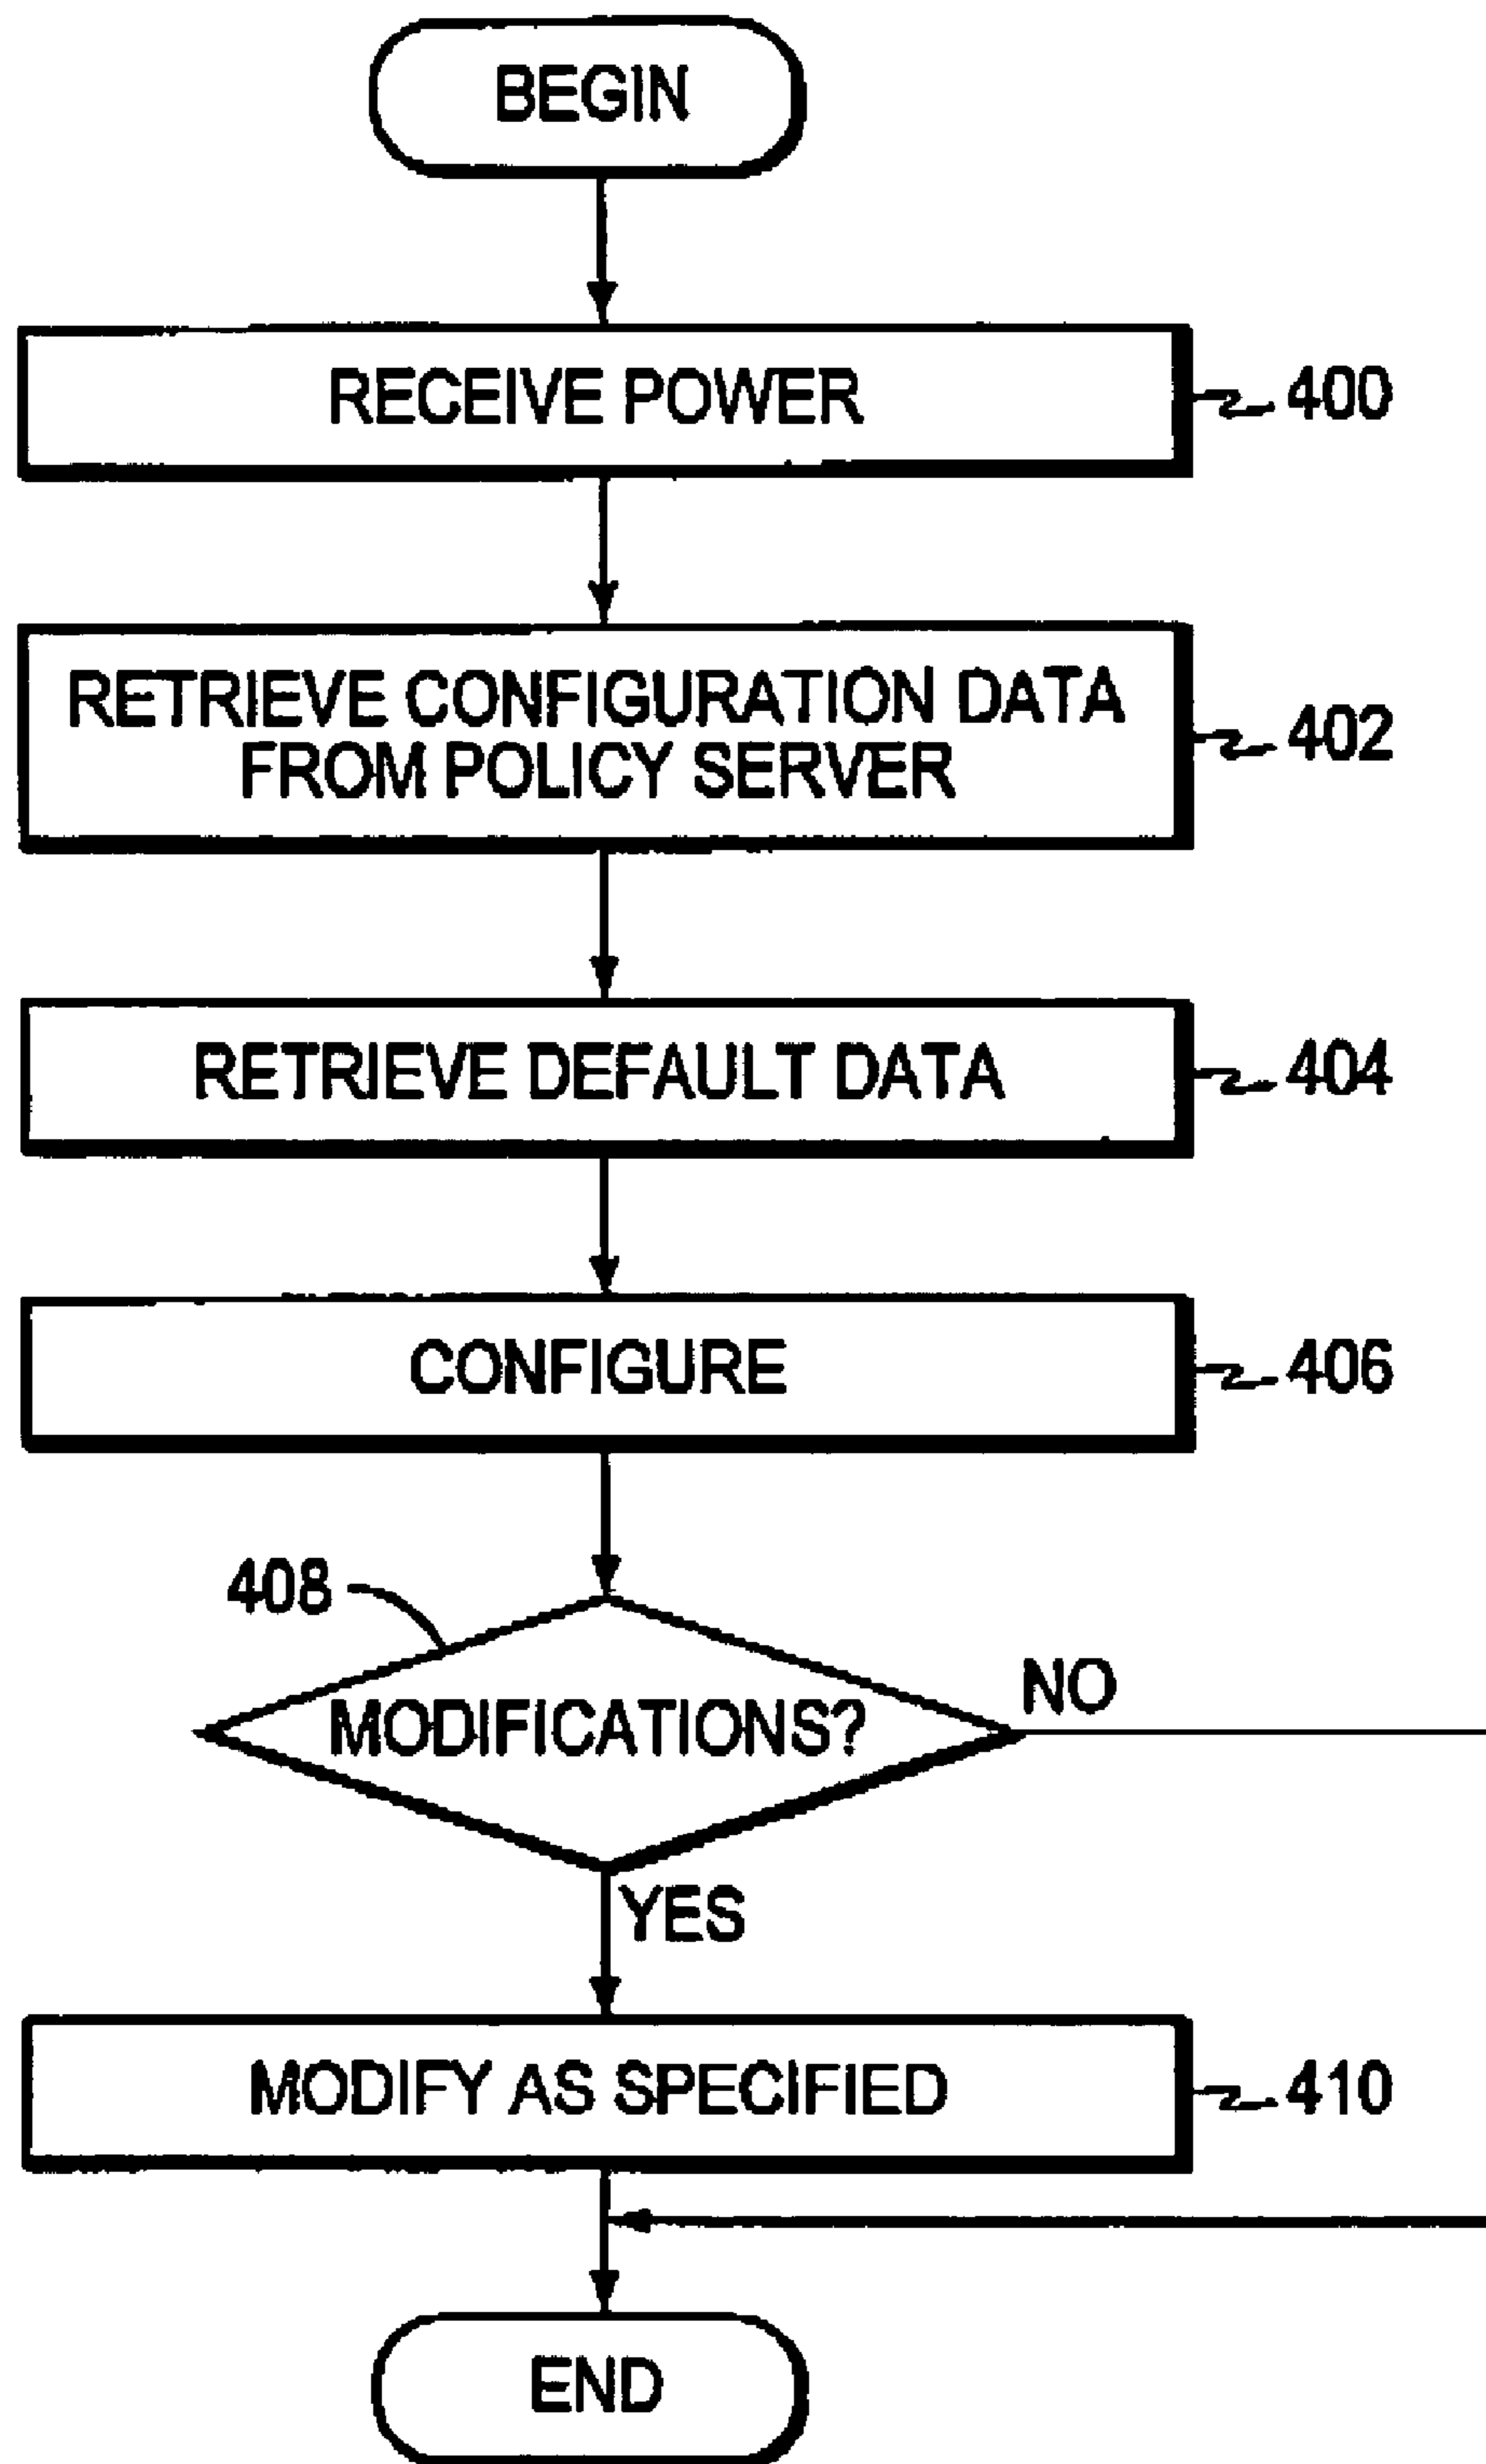 BEGIN
RECEIVE POWER
400
RETRIEVE CONFIGURATION DATA
FROM POLICY SERVER
402
RETRIEVE DEFAULT DATA
404
CONFIGURE
406
408
MODIFICATIONS?
NO
YES
MODIFY AS SPECIFIED
410
END